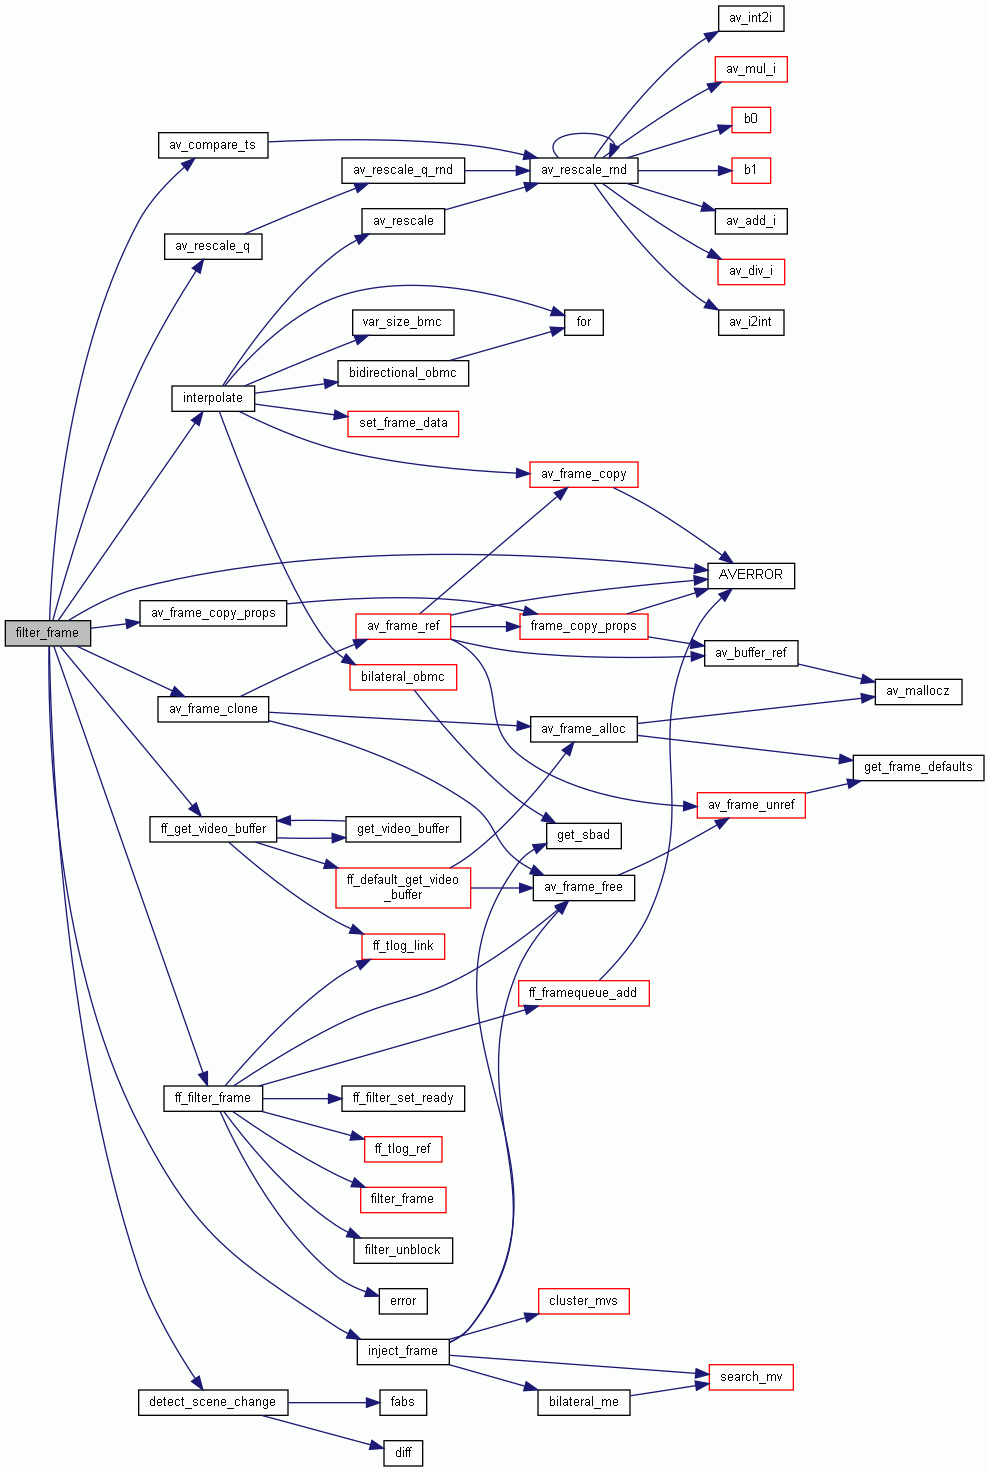 av_int2i
av_mul_i
b0
av_compare_ts
av_rescale_q_rnd
av_rescale_rnd
b1
av_rescale
av_add_i
av_rescale_q
av_div_i
var_size_bmc
for
av_i2int
bidirectional_obmc
interpolate
set_frame_data
av_frame_copy
AVERROR
av_frame_copy_props
av_frame_ref
frame_copy_props
filter_frame
av_buffer_ref
bilateral_obmc
av_mallocz
av_frame_clone
av_frame_alloc
get_frame_defaults
av_frame_unref
ff_get_video_buffer
get_video_buffer
get_sbad
ff_default_get_video
_buffer
av_frame_free
ff_tlog_link
ff_framequeue_add
ff_filter_frame
ff_filter_set_ready
ff_tlog_ref
filter_frame
filter_unblock
error
cluster_mvs
inject_frame
search_mv
detect_scene_change
fabs
bilateral_me
diff